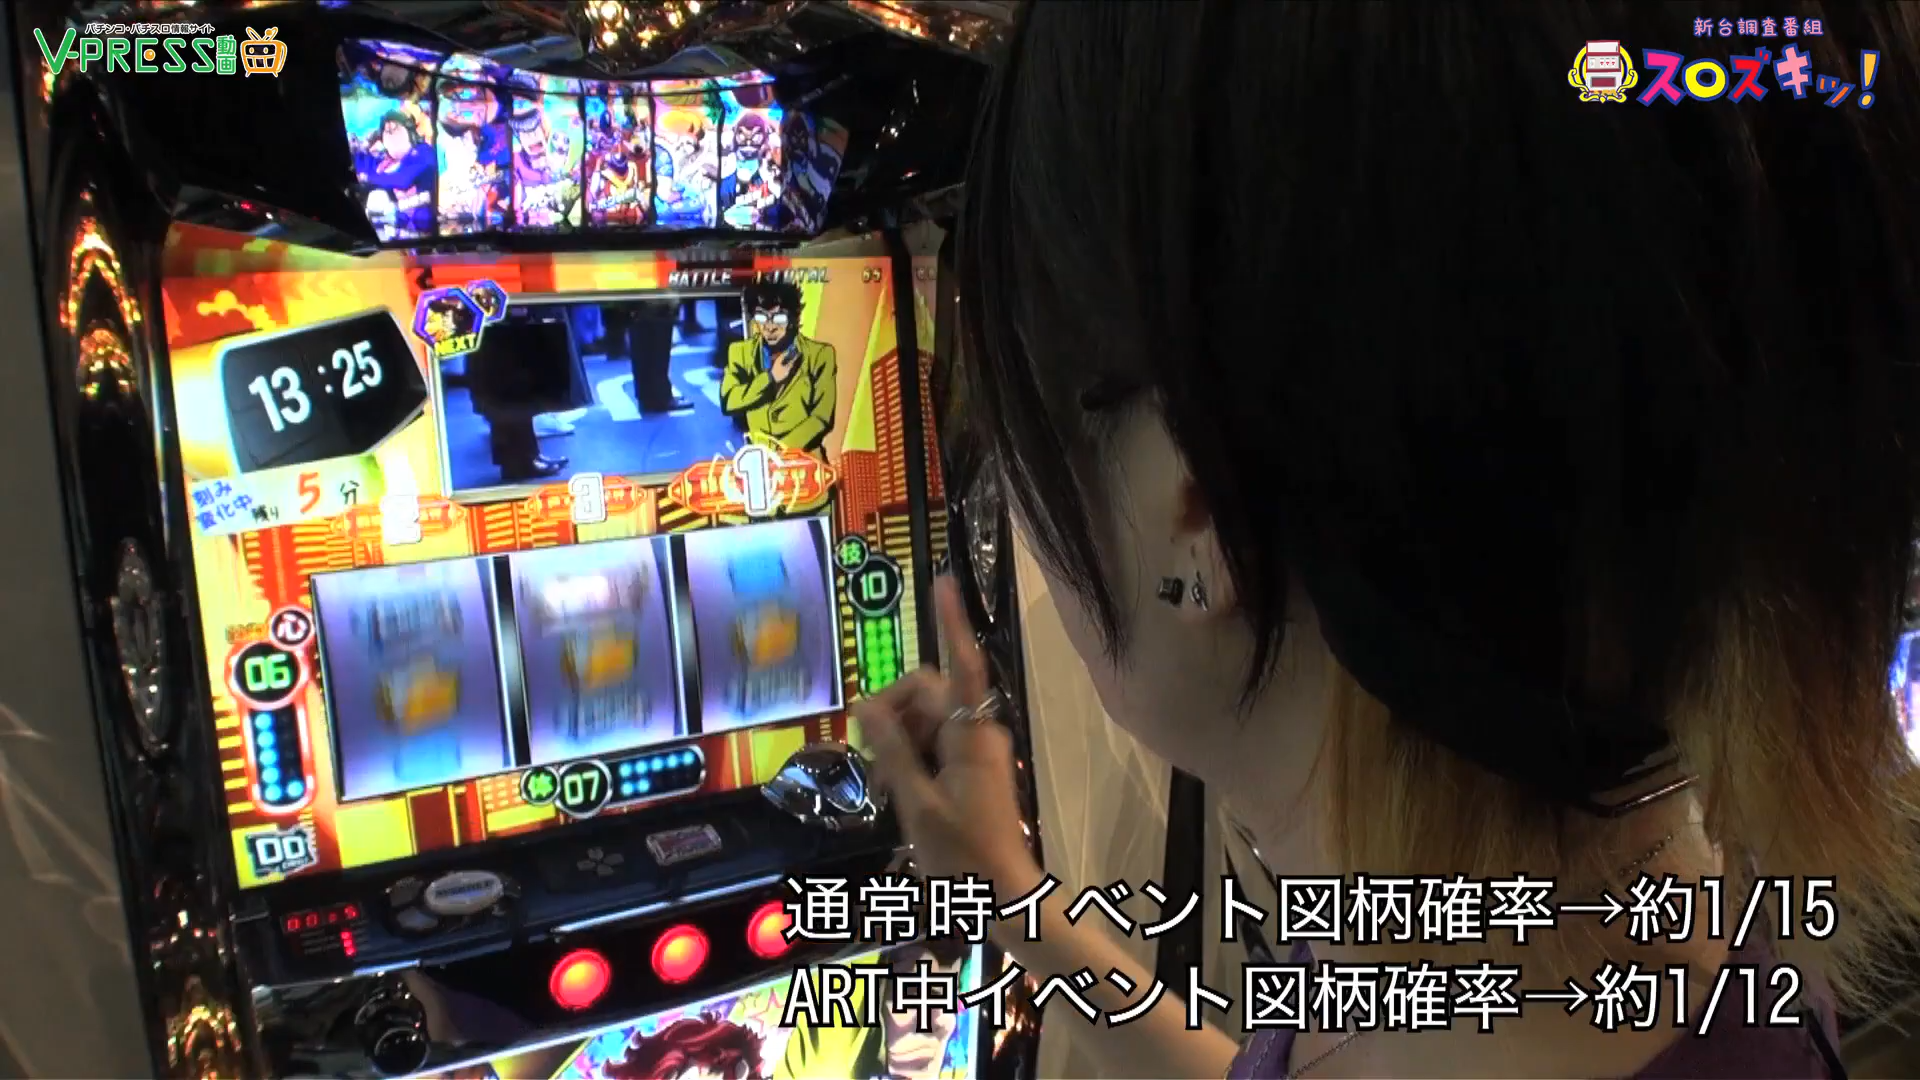 パチンコ・パチスロ情報サイト
V-PRESS動画
新台調査番組
スロズキッ!
BATTLE
TOTAL
NEXT
13:25
刻み
変化中
残り 5 分
2 3 1
技
10
心
06
体 07
通常時イベント図柄確率→約1/15
ART中イベント図柄確率→約1/12